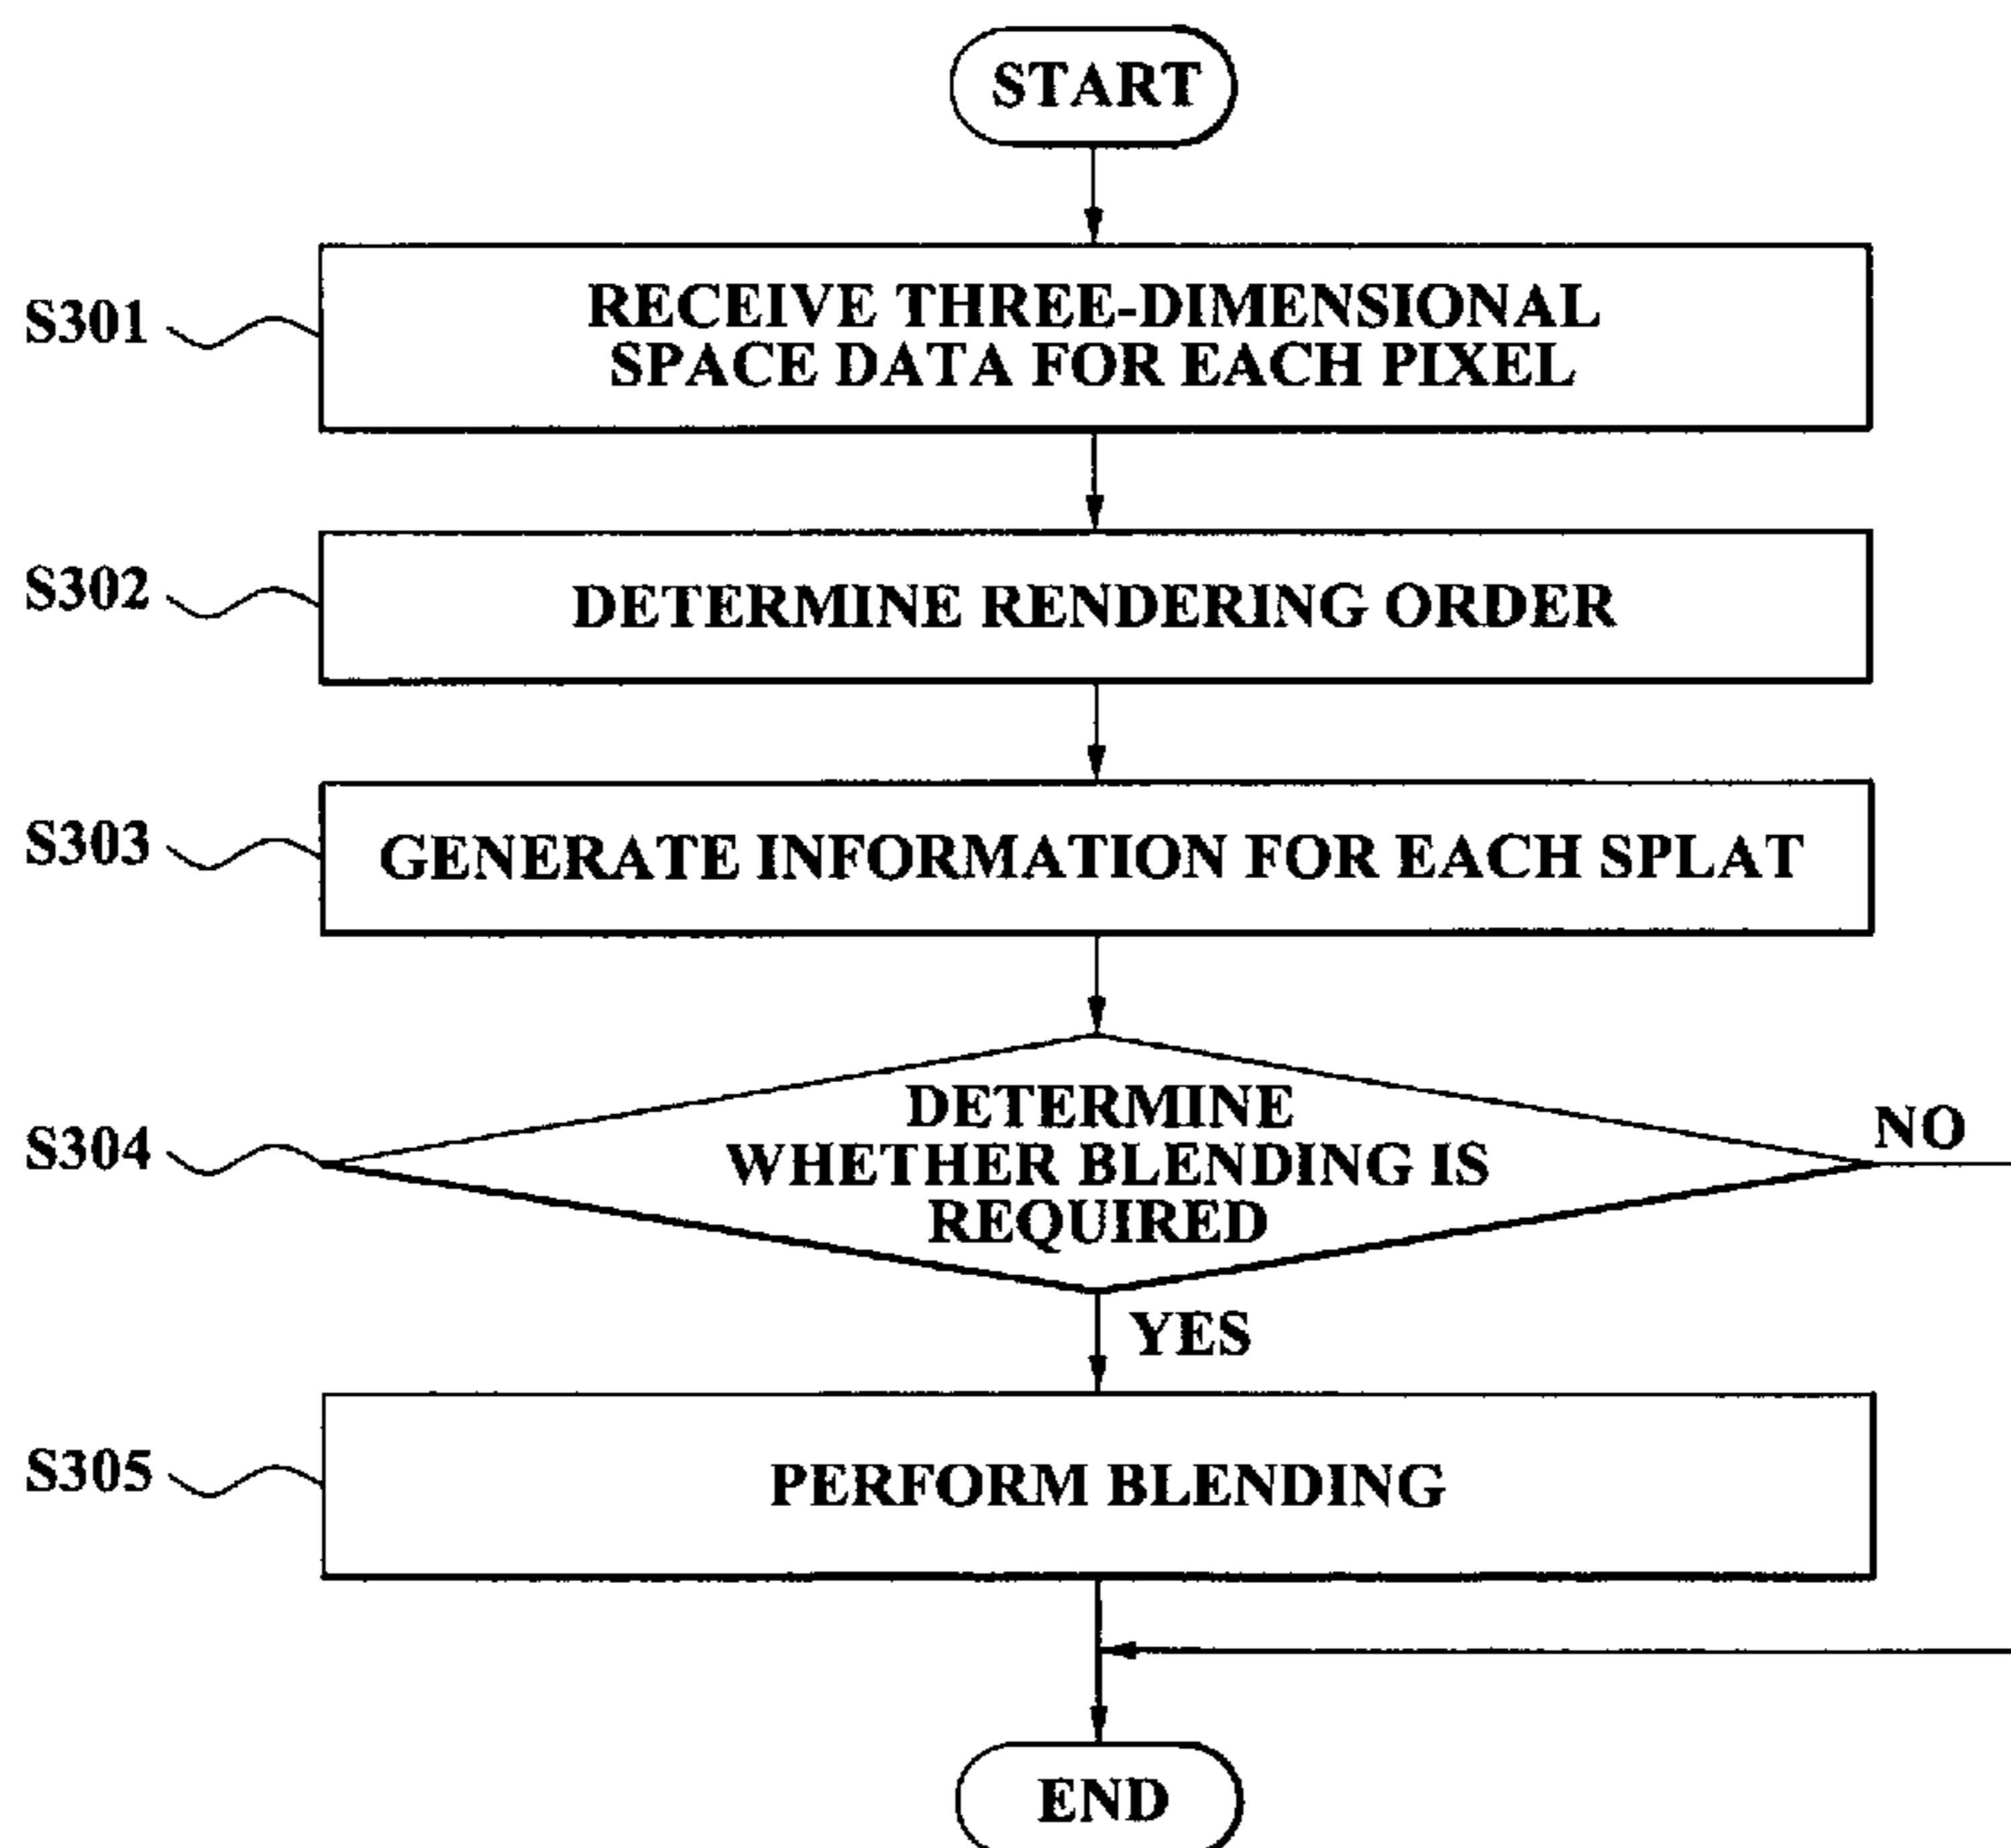 START
S301
RECEIVE THREE-DIMENSIONAL
SPACE DATA FOR EACH PIXEL
S302
DETERMINE RENDERING ORDER
S303
GENERATE INFORMATION FOR EACH SPLAT
S304
DETERMINE
WHETHER BLENDING IS
REQUIRED
NO
YES
S305
PERFORM BLENDING
END